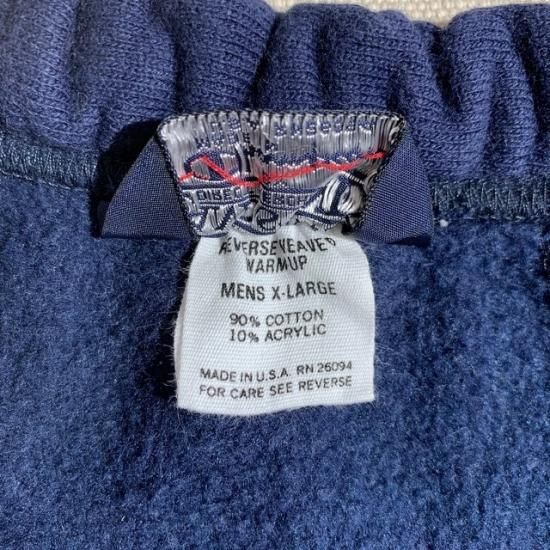 REVERSE WEAVE®
WARMUP
MENS X-LARGE
90% COTTON
10% ACRYLIC
MADE IN U.S.A. RN 26094
FOR CARE SEE REVERSE